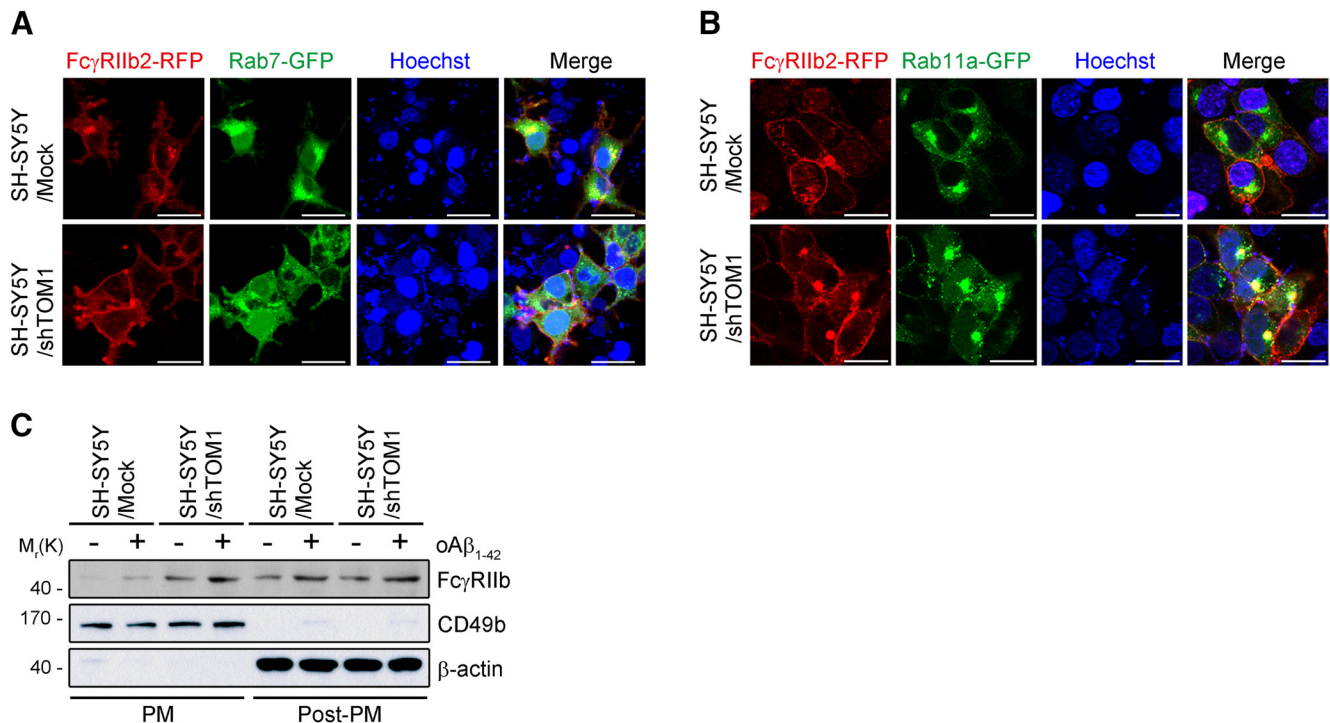 A
FcγRIIb2-RFP Rab7-GFP Hoechst Merge
SH-SY5Y
/Mock
SH-SY5Y
/shTOM1
B
FcγRIIb2-RFP Rab11a-GFP Hoechst Merge
SH-SY5Y
/Mock
SH-SY5Y
/shTOM1
C
SH-SY5Y
/Mock
SH-SY5Y
/shTOM1
SH-SY5Y
/Mock
SH-SY5Y
/shTOM1
Mr(K) - + - + - + - + oAβ1-42
40 - FcγRIIb
170 - CD49b
40 - β-actin
PM Post-PM